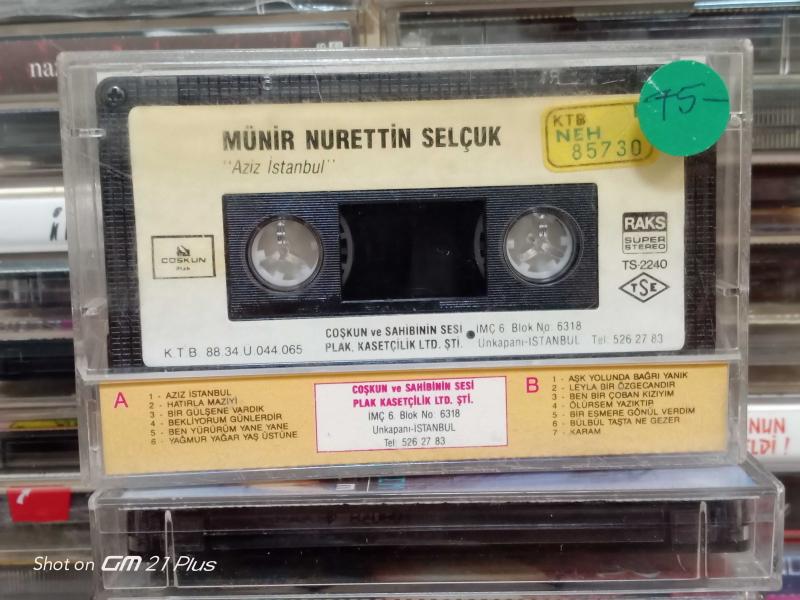 naz
75-
KTB
NEH
85730
MÜNİR NURETTİN SELÇUK
"Aziz İstanbul"
COŞKUN
Plak
RAKS
SUPER
STEREO
TS-2240
TSE
KTB 88.34 U 044.065
COŞKUN ve SAHİBİNİN SESİ
PLAK, KASETÇİLİK LTD. ŞTİ.
İMÇ 6. Blok No: 6318
Unkapanı-İSTANBUL Tel: 526 27 83
A
1 - AZİZ İSTANBUL
2 - HATIRLA MAZİYİ
3 - BİR GÜLŞENE VARDIK
4 - BEKLİYORUM GÜNLERDİR
5 - BEN YÜRÜRÜM YANE YANE
6 - YAĞMUR YAĞAR YAŞ ÜSTÜNE
COŞKUN ve SAHİBİNİN SESİ
PLAK KASETÇİLİK LTD. ŞTİ.
İMÇ 6. Blok No: 6318
Unkapanı-İSTANBUL
Tel: 526 27 83
B
1 - AŞK YOLUNDA BAĞRI YANIK
2 - LEYLA BİR ÖZGECANDIR
3 - BEN BİR ÇOBAN KIZIYIM
4 - ÖLÜRSEM YAZIKTIR
5 - BİR ESMERE GÖNÜL VERDİM
6 - BÜLBÜL TAŞTA NE GEZER
7 - KARAM
NUN
LDİ !
Shot on GM 21 Plus